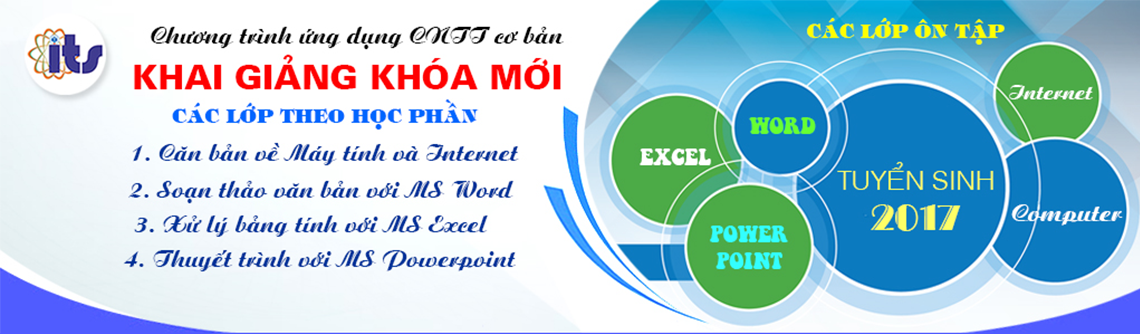 its
Chương trình ứng dụng CNTT cơ bản
KHAI GIẢNG KHÓA MỚI
CÁC LỚP THEO HỌC PHẦN
1. Căn bản về Máy tính và Internet
2. Soạn thảo văn bản với MS Word
3. Xử lý bảng tính với MS Excel
4. Thuyết trình với MS Powerpoint
CÁC LỚP ÔN TẬP
EXCEL
WORD
POWER
POINT
TUYỂN SINH
2017
Internet
Computer